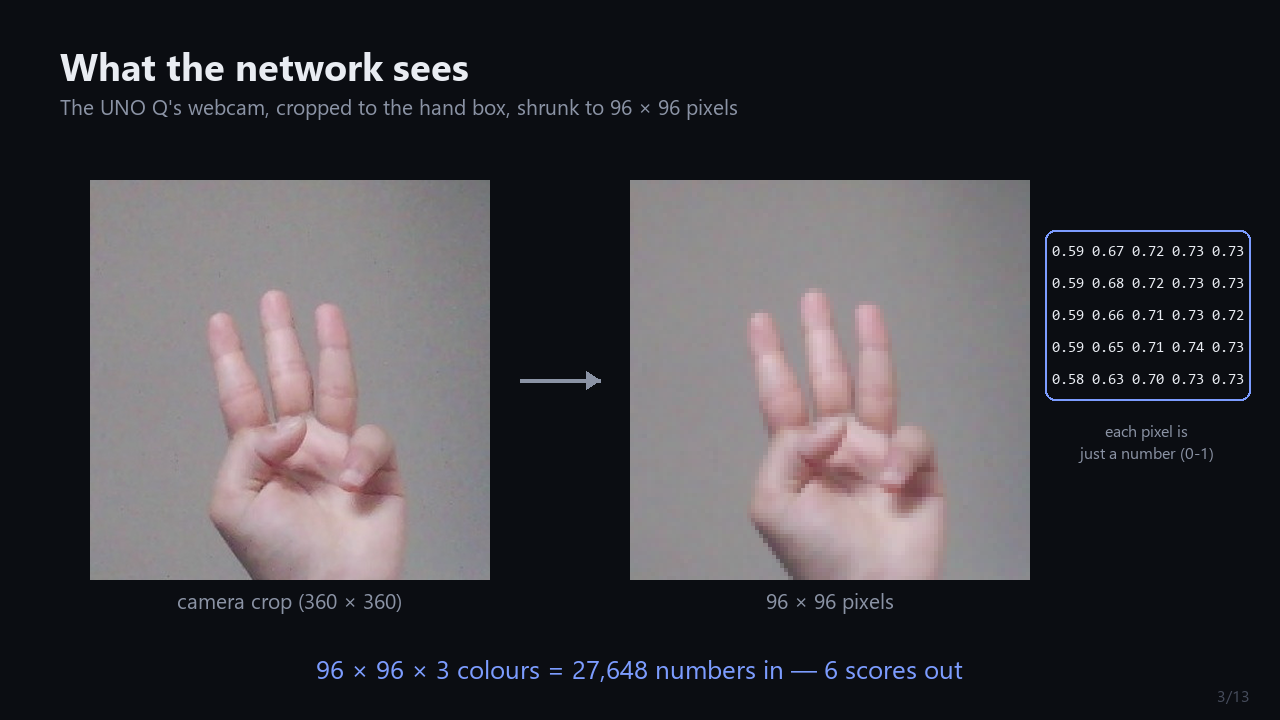 What the network sees
The UNO Q's webcam, cropped to the hand box, shrunk to 96 × 96 pixels
0.59 0.67 0.72 0.73 0.73
0.59 0.68 0.72 0.73 0.73
0.59 0.66 0.71 0.73 0.72
0.59 0.65 0.71 0.74 0.73
0.58 0.63 0.70 0.73 0.73
each pixel is
just a number (0-1)
camera crop (360 × 360)
96 × 96 pixels
96 × 96 × 3 colours = 27,648 numbers in — 6 scores out
3/13